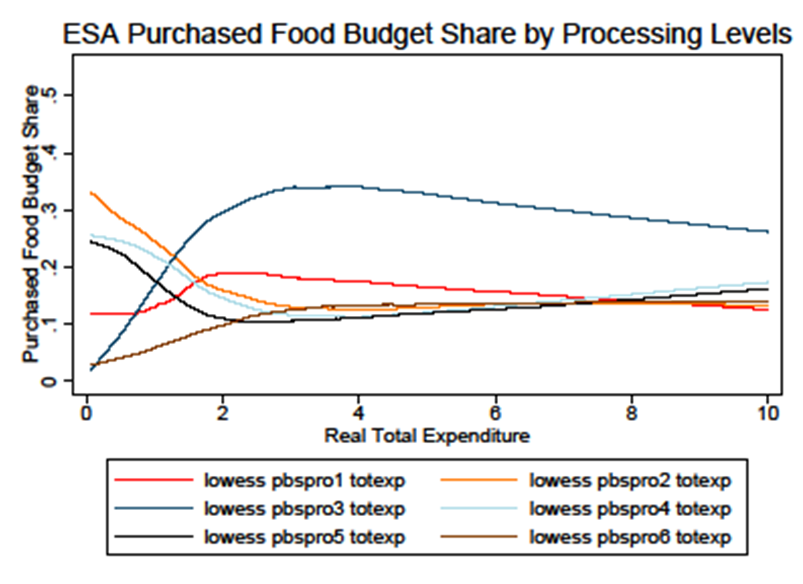 ESA Purchased Food Budget Share by Processing Levels
Purchased Food Budget Share
.5
.4
.3
.2
.1
0
0 2 4 6 8 10
Real Total Expenditure
lowess pbspro1 totexp lowess pbspro2 totexp
lowess pbspro3 totexp lowess pbspro4 totexp
lowess pbspro5 totexp lowess pbspro6 totexp